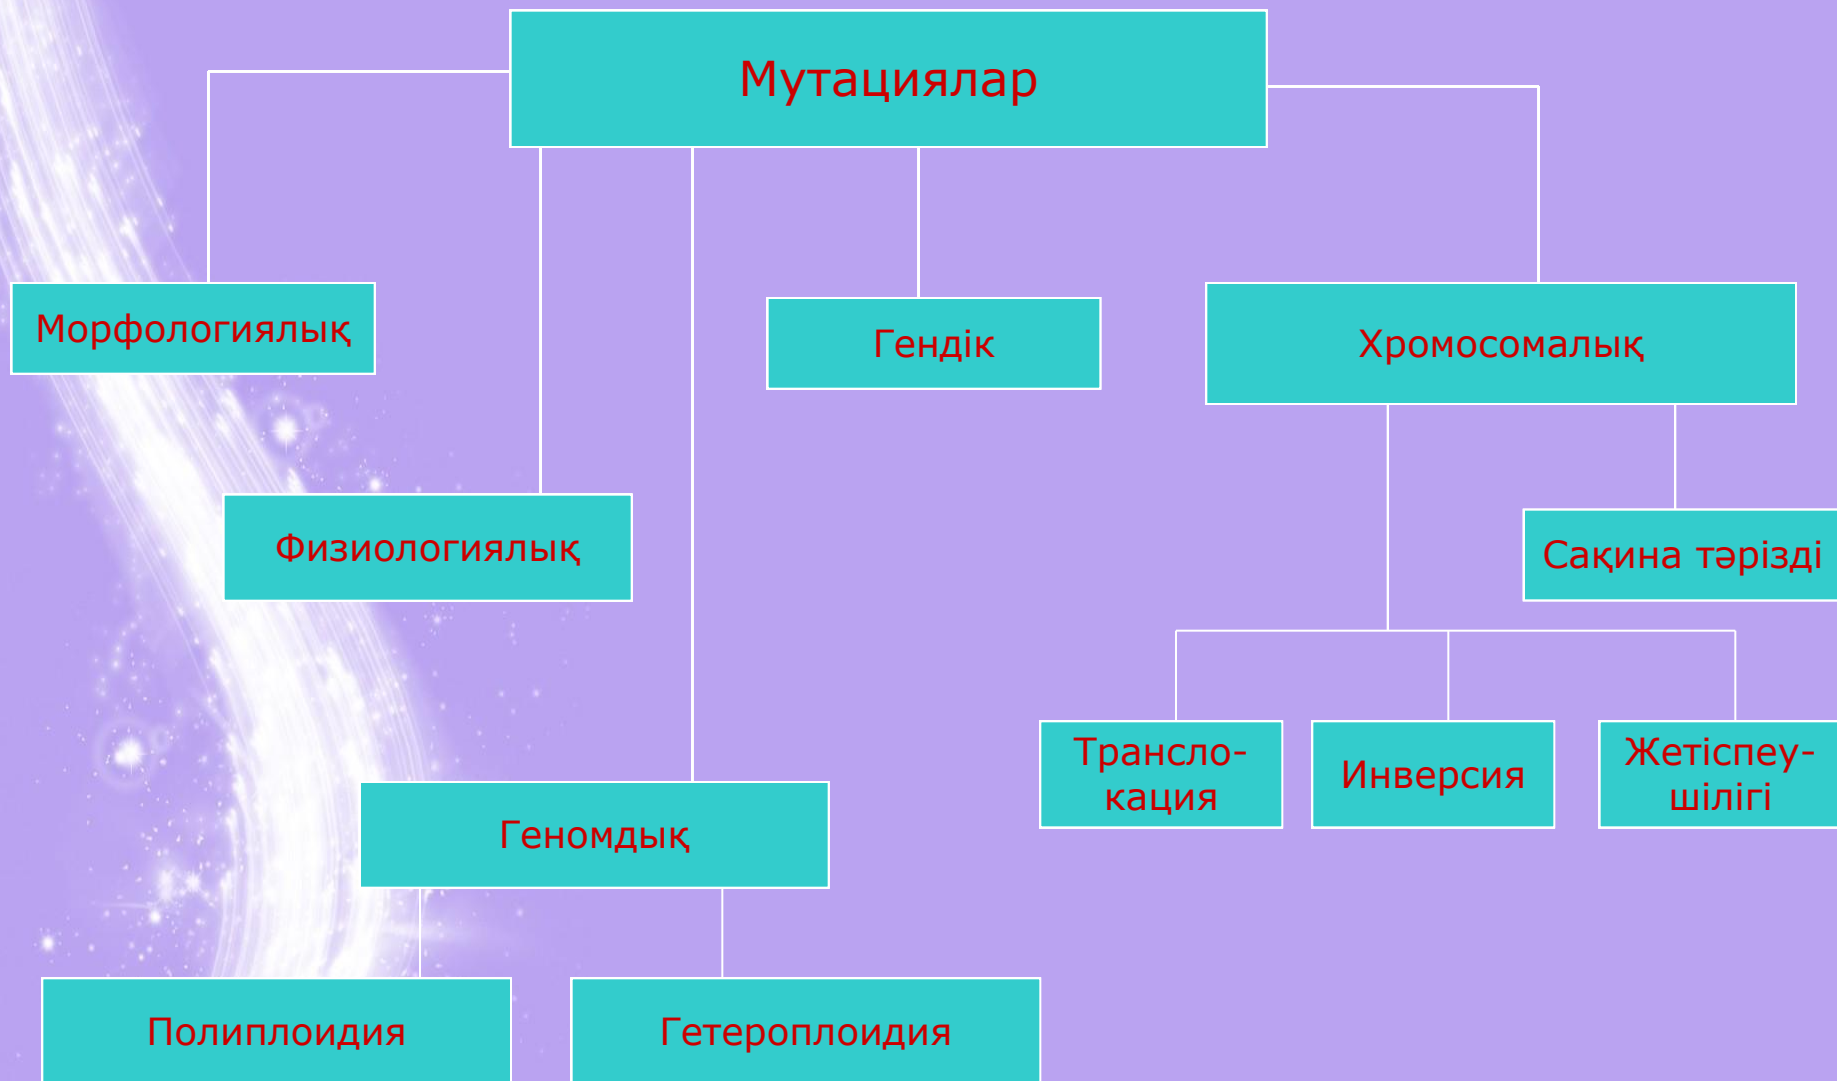 Мутациялар
Морфологиялық
Гендік
Хромосомалық
Физиологиялық
Сақина тәрізді
Трансло-
кация
Инверсия
Жетіспеу-
шілігі
Геномдық
Полиплоидия
Гетероплоидия